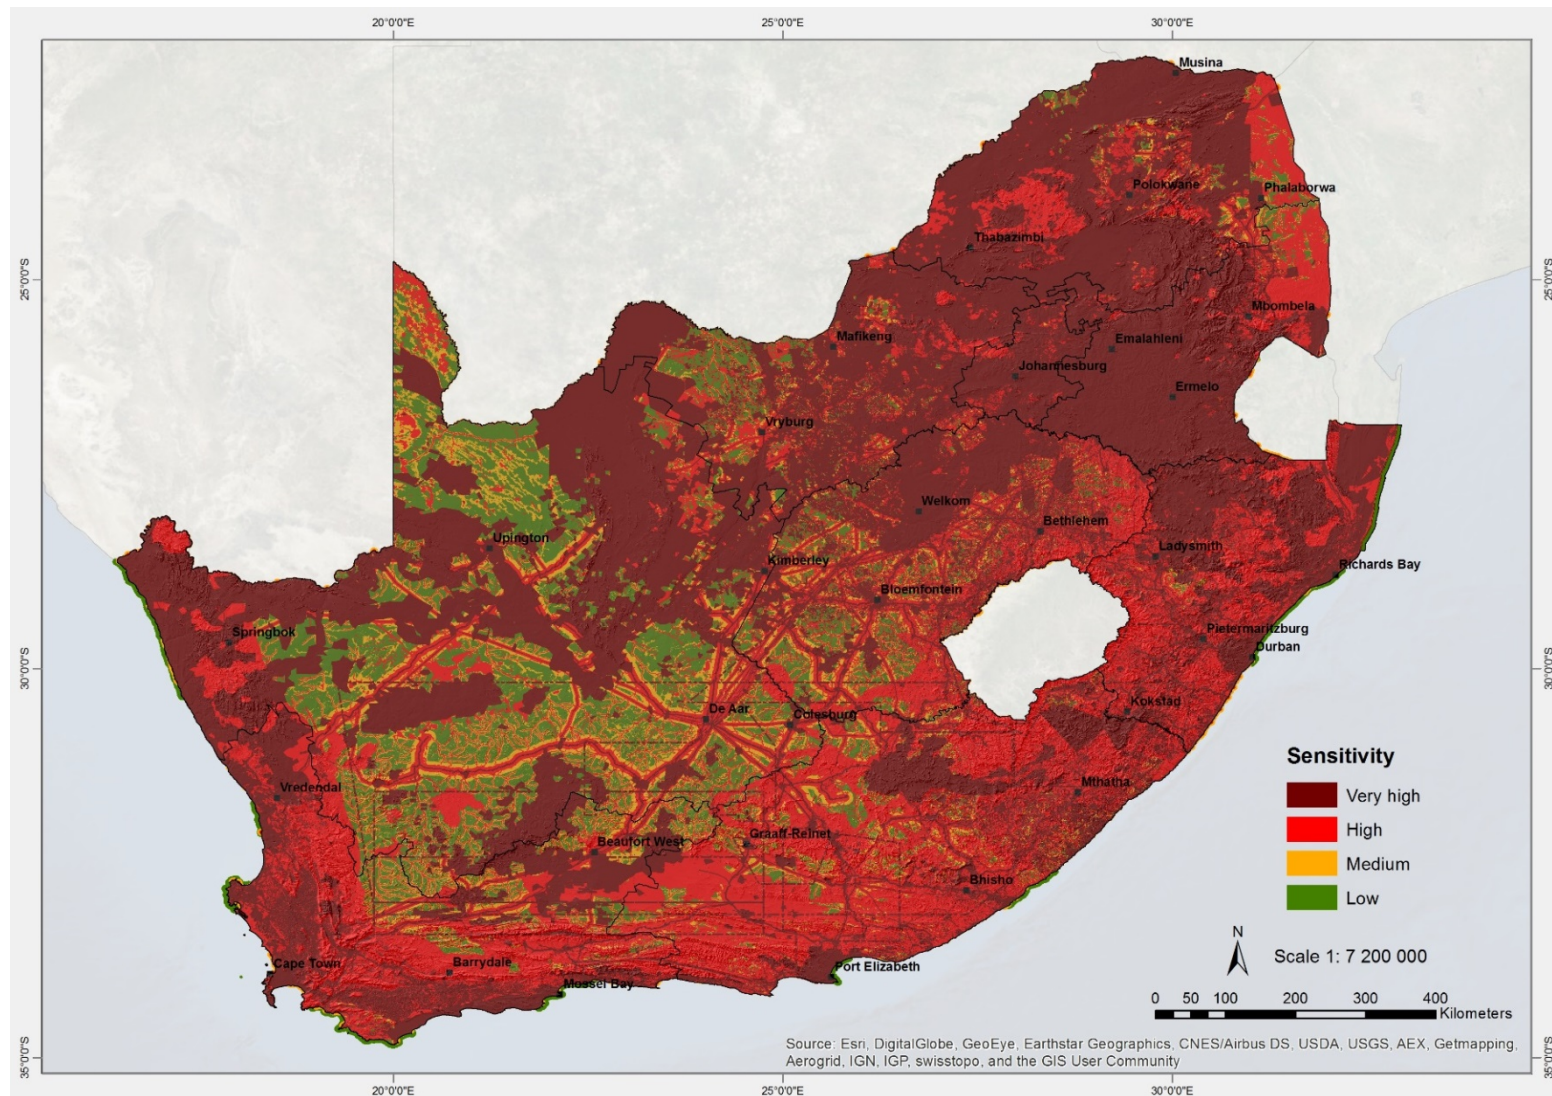 20°0'0"E
25°0'0"E
30°0'0"E
Musina
Polokwane
Phalaborwa
Thabazimbi
25°0'0"S
25°0'0"S
Mbombela
Mafikeng
Emalahleni
Johannesburg
Ermelo
Vryburg
Welkom
Bethlehem
Upington
Ladysmith
Kimberley
Richards Bay
Bloemfontein
Springbok
Pietermaritzburg
Durban
30°0'0"S
30°0'0"S
Kokstad
De Aar
Colesburg
Mthatha
Vredendal
Graaff-Reinet
Beaufort West
Bhisho
Cape Town
Barrydale
Port Elizabeth
Mossel Bay
Sensitivity
Very high
High
Medium
Low
N
Scale 1: 7 200 000
0 50 100 200 300 400
Kilometers
Source: Esri, DigitalGlobe, GeoEye, Earthstar Geographics, CNES/Airbus DS, USDA, USGS, AEX, Getmapping,
Aerogrid, IGN, IGP, swisstopo, and the GIS User Community
35°0'0"S
35°0'0"S
20°0'0"E
25°0'0"E
30°0'0"E